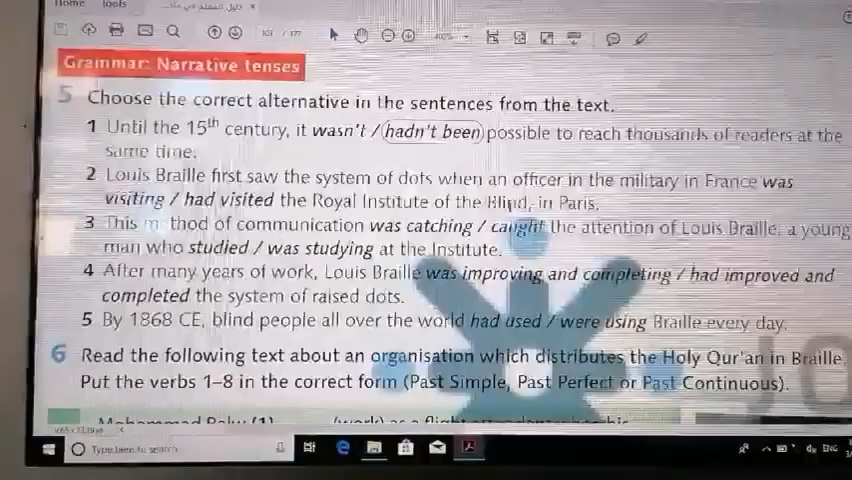 Home Tools
103 / 177
400%
Grammar: Narrative tenses
5 Choose the correct alternative in the sentences from the text.
1 Until the 15th century, it wasn't / hadn't been possible to reach thousands of readers at the
same time.
2 Louis Braille first saw the system of dots when an officer in the military in France was
visiting / had visited the Royal Institute of the Blind, in Paris.
3 This method of communication was catching / caught the attention of Louis Braille, a young
man who studied / was studying at the Institute.
4 After many years of work, Louis Braille was improving and completing / had improved and
completed the system of raised dots.
5 By 1868 CE, blind people all over the world had used / were using Braille every day.
6 Read the following text about an organisation which distributes the Holy Qur'an in Braille.
Put the verbs 1–8 in the correct form (Past Simple, Past Perfect or Past Continuous).
(work) as a flight
Type here to search
ENG